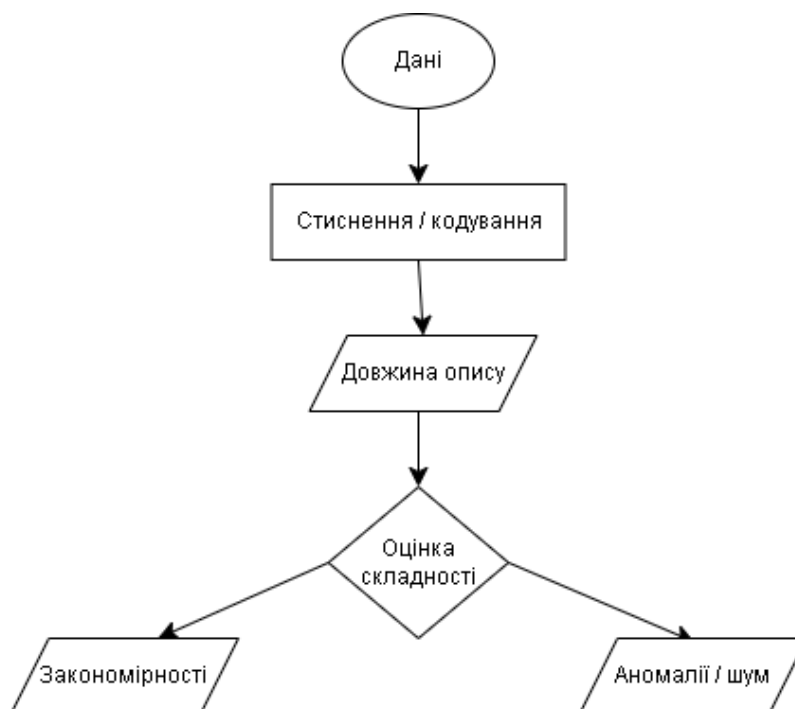 Дані
Стиснення / кодування
Довжина опису
Оцінка
складності
Закономірності
Аномалії / шум